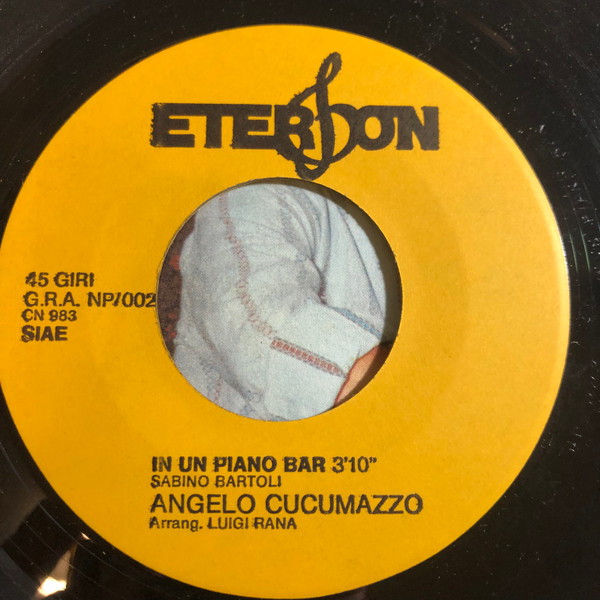 ETERSON
45 GIRI
G.R.A. NP/002
CN 983
SIAE
IN UN PIANO BAR 3'10"
SABINO BARTOLI
ANGELO CUCUMAZZO
Arrang. LUIGI RANA